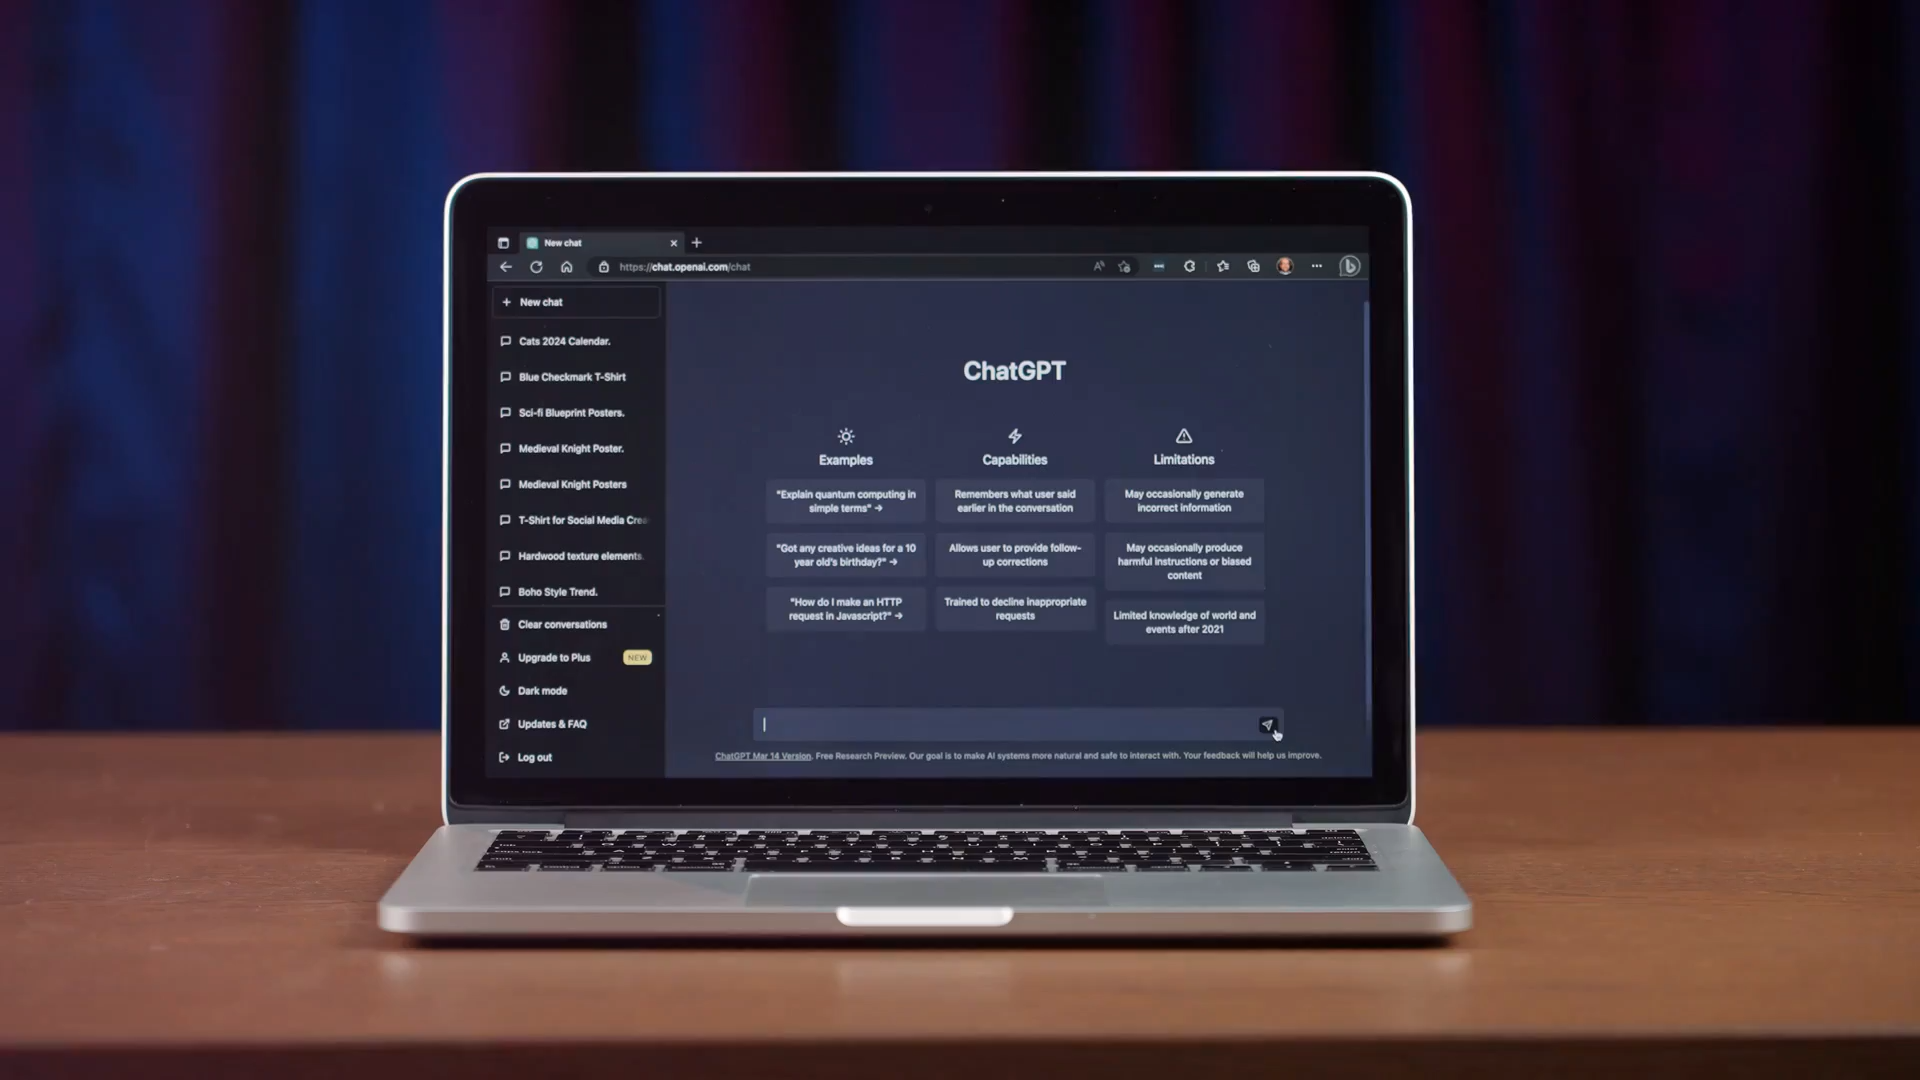 New chat
https://chat.openai.com/chat
New chat
Cats 2024 Calendar.
Blue Checkmark T-Shirt
Sci-fi Blueprint Posters.
Medieval Knight Poster.
Medieval Knight Posters
T-Shirt for Social Media Crea
Hardwood texture elements.
Boho Style Trend.
Clear conversations
Upgrade to Plus
NEW
Dark mode
Updates & FAQ
Log out
ChatGPT
Examples
"Explain quantum computing in
simple terms" →
"Got any creative ideas for a 10
year old's birthday?" →
"How do I make an HTTP
request in Javascript?" →
Capabilities
Remembers what user said
earlier in the conversation
Allows user to provide follow-
up corrections
Trained to decline inappropriate
requests
Limitations
May occasionally generate
incorrect information
May occasionally produce
harmful instructions or biased
content
Limited knowledge of world and
events after 2021
ChatGPT Mar 14 Version. Free Research Preview. Our goal is to make AI systems more natural and safe to interact with. Your feedback will help us improve.